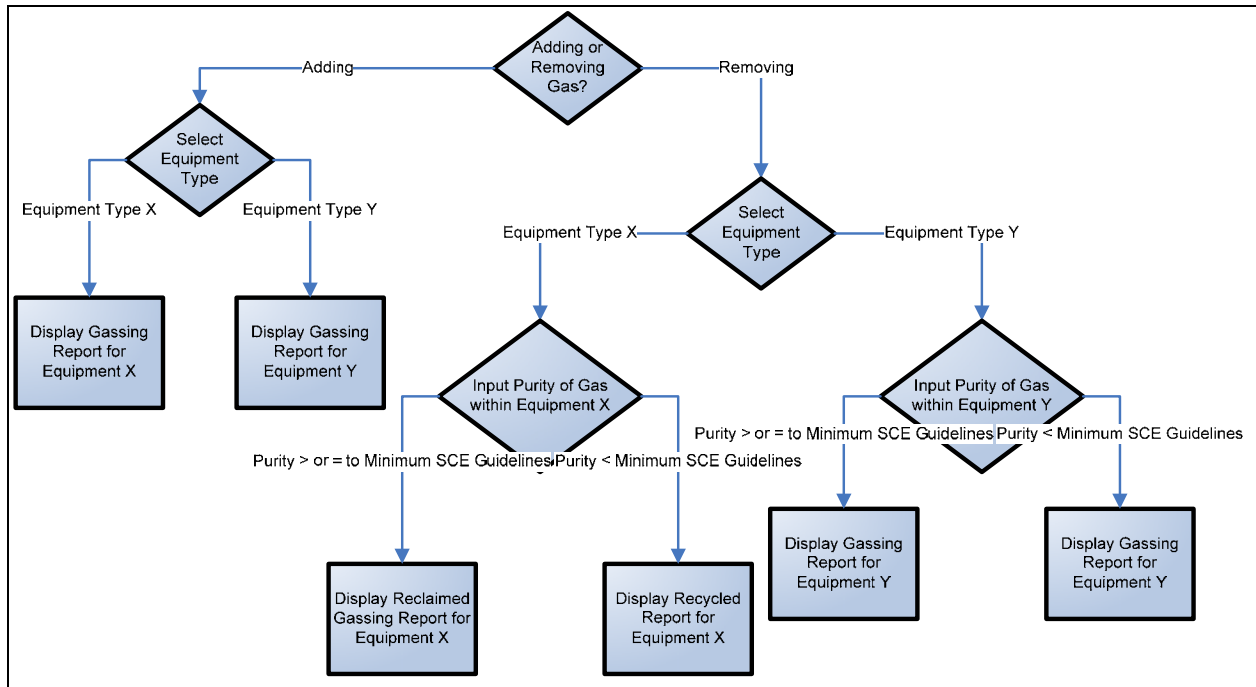 Adding or
Removing
Gas?
Adding
Removing
Select
Equipment
Type
Equipment Type X
Equipment Type Y
Select
Equipment
Type
Equipment Type X
Equipment Type Y
Display Gassing
Report for
Equipment X
Display Gassing
Report for
Equipment Y
Input Purity of Gas
within Equipment X
Input Purity of Gas
within Equipment Y
Purity > or = to Minimum SCE Guidelines
Purity < Minimum SCE Guidelines
Purity > or = to Minimum SCE Guidelines
Purity < Minimum SCE Guidelines
Display Reclaimed
Gassing Report for
Equipment X
Display Recycled
Report for
Equipment X
Display Gassing
Report for
Equipment Y
Display Gassing
Report for
Equipment Y